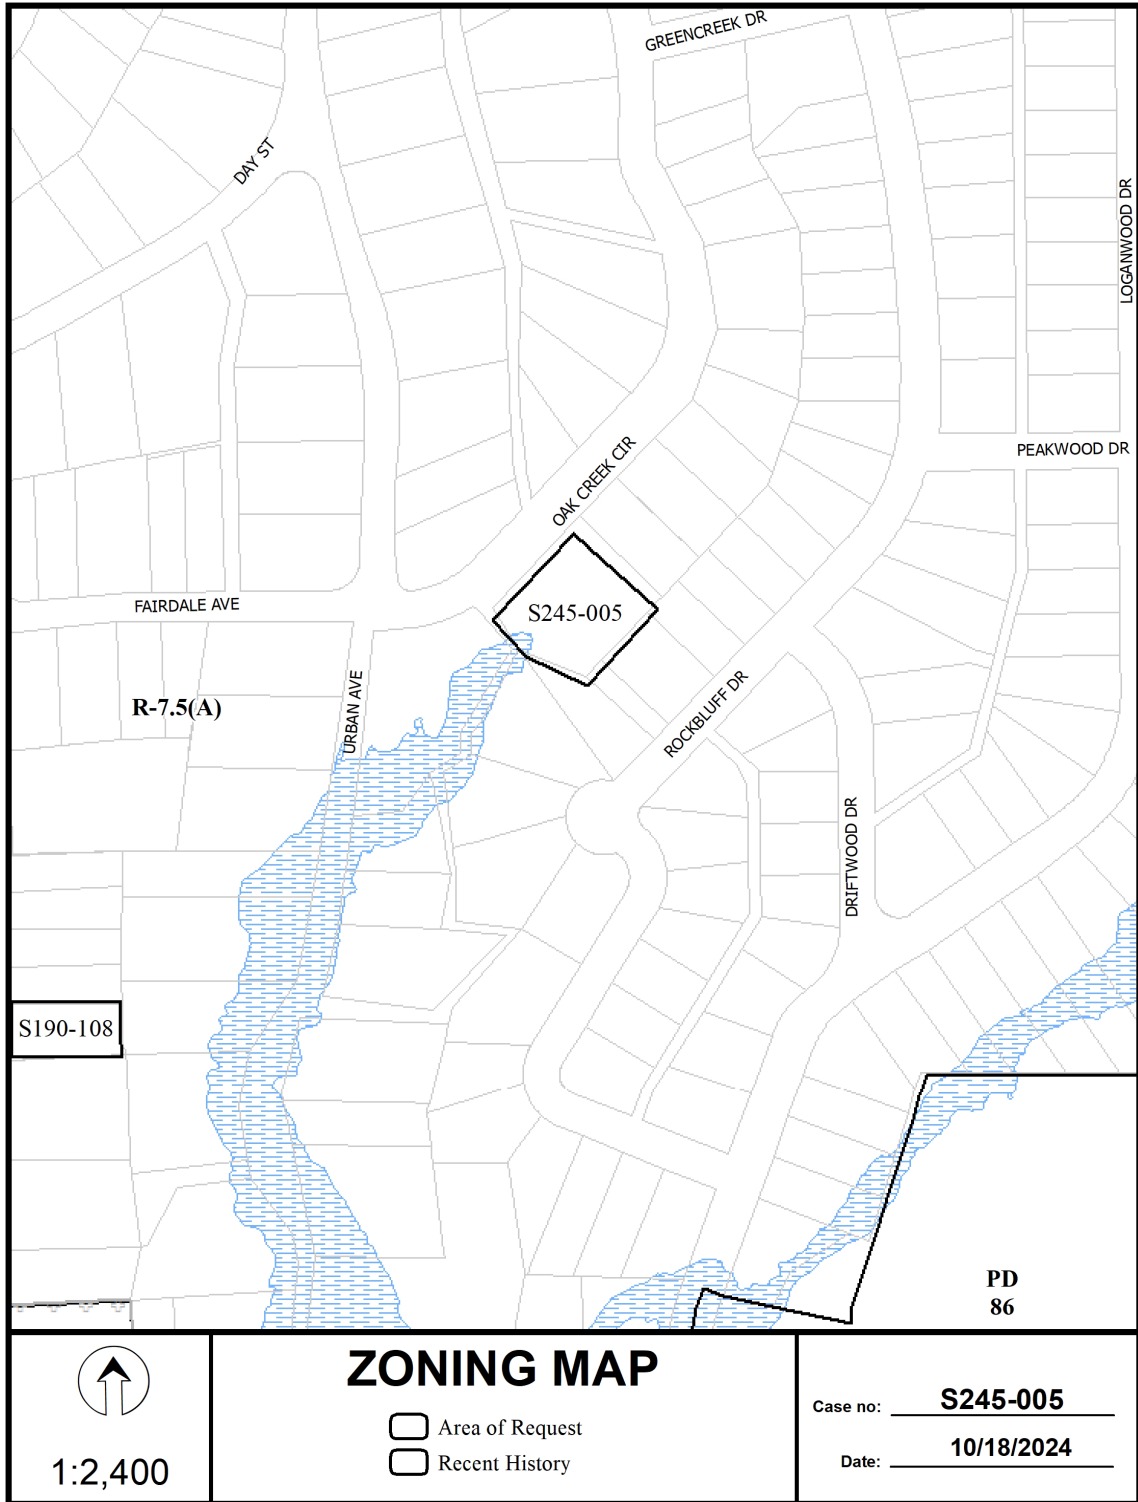 GREENCREEK DR
DAY ST
LOGANWOOD DR
PEAKWOOD DR
OAK CREEK CIR
FAIRDALE AVE
S245-005
R-7.5(A)
URBAN AVE
ROCKBLUFF DR
DRIFTWOOD DR
S190-108
PD
86
1:2,400
ZONING MAP
Area of Request
Recent History
Case no: S245-005
Date: 10/18/2024